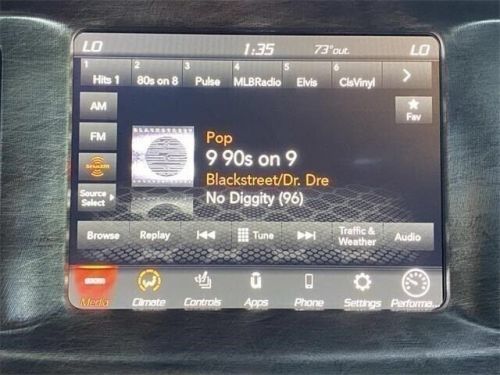 LO 1:35 73°out. LO
1 2 3 4 5 6
Hits 1 80s on 8 Pulse MLBRadio Elvis ClsVinyl
AM
FM
SiriusXM
Source
Select
Fav
BLACKSTREET
Pop
9 90s on 9
Blackstreet/Dr. Dre
No Diggity (96)
Browse Replay Tune Traffic & Weather Audio
Media Climate Controls Apps Phone Settings Performa...